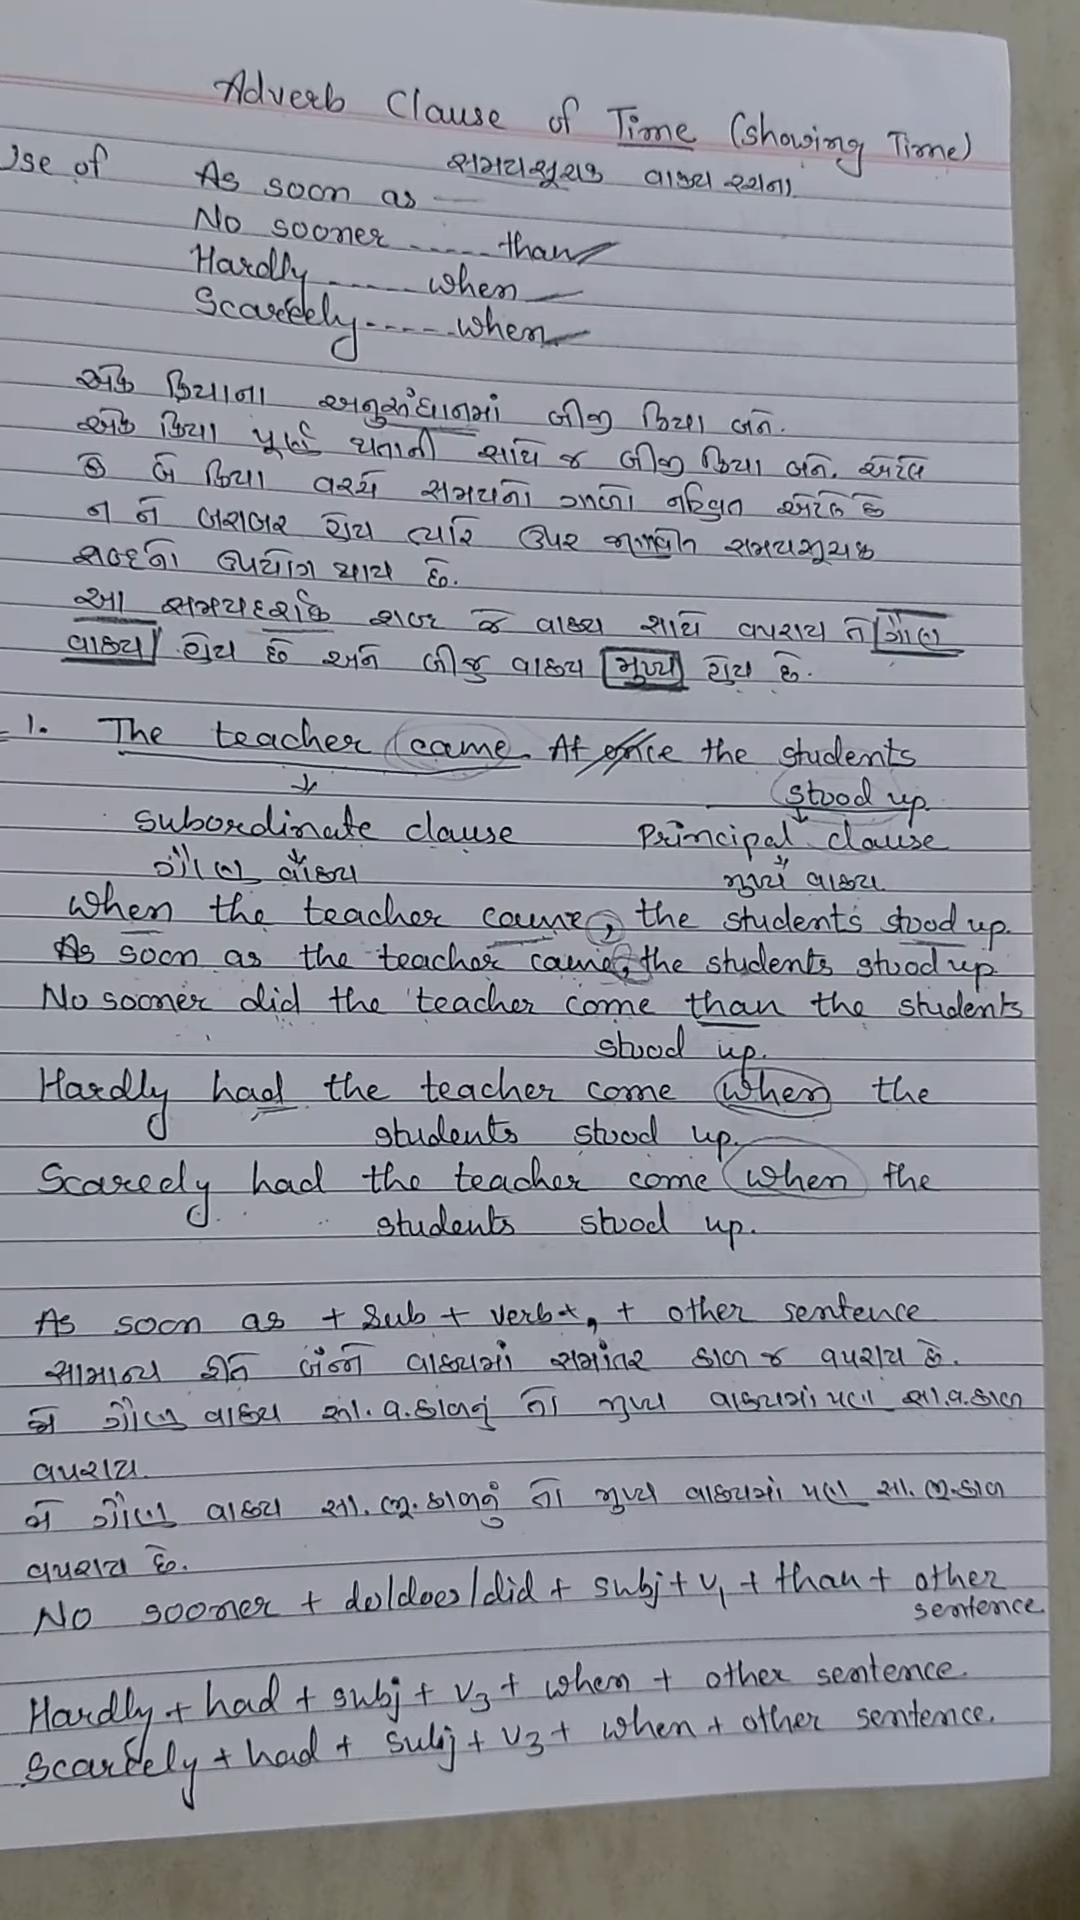 Adverb Clause of Time (showing Time)
Use of As soon as — સમયસૂચક વાક્ય રચના
No sooner ..... than
Hardly ..... when
Scarcely ..... when
એક ક્રિયાના અનુસંધાનમાં બીજી ક્રિયા બને.
એક ક્રિયા પૂર્ણ થતાની સાથે જ બીજી ક્રિયા બને. એટલે
કે બે ક્રિયા વચ્ચે સમયનો ગાળો નહિવત એટલે કે
ન ને બરાબર હોય ત્યારે ઉપર મુજબને સમયસૂચક
શબ્દનો ઉપયોગ થાય છે.
આ સમયદર્શક શબ્દ જે વાક્ય સાથે વપરાય તે ગૌણ
વાક્ય હોય છે અને બીજુ વાક્ય મુખ્ય હોય છે.
1. The teacher came. At once the students
stood up.
Subordinate clause Principal clause
ગૌણ વાક્ય મુખ્ય વાક્ય
When the teacher came, the students stood up.
As soon as the teacher came, the students stood up.
No sooner did the teacher come than the students
stood up.
Hardly had the teacher come when the
students stood up.
Scarecly had the teacher come when the
students stood up.
As soon as + Sub + verb+, + other sentence
સામાન્ય રીતે બંને વાક્યમાં સમાંતર કાળ જ વપરાય છે.
જો ગૌણ વાક્ય સા.વ.કાળનું તો મુખ્ય વાક્યમાં પણ સા.વ.કાળ
વપરાય.
જો ગૌણ વાક્ય સા.ભૂ.કાળનું તો મુખ્ય વાક્યમાં પણ સા.ભૂ.કાળ
વપરાય છે.
No sooner + do/does/did + subj + V1 + than + other
sentence
Hardly + had + subj + V3 + when + other sentence.
Scarcely + had + subj + V3 + when + other sentence.